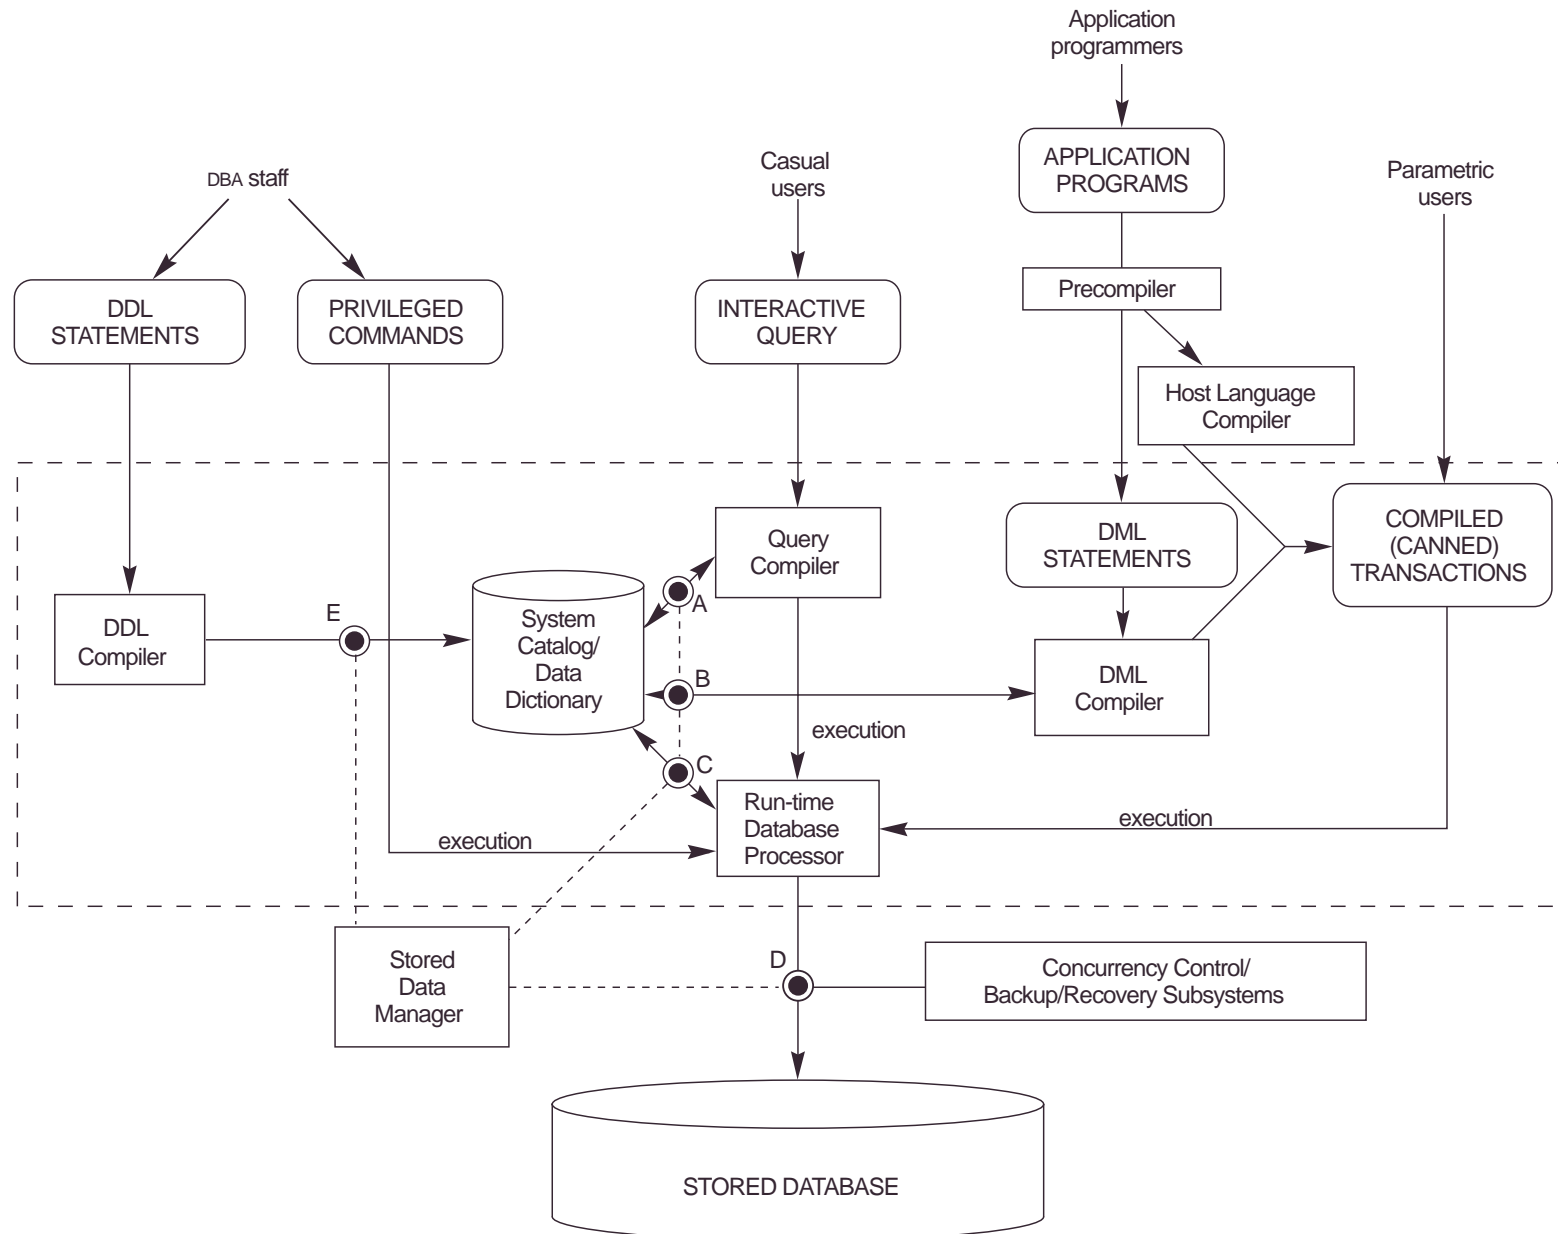 Application
programmers
Casual
users
DBA staff
APPLICATION
PROGRAMS
Parametric
users
DDL
STATEMENTS
PRIVILEGED
COMMANDS
INTERACTIVE
QUERY
Precompiler
Host Language
Compiler
Query
Compiler
DML
STATEMENTS
COMPILED
(CANNED)
TRANSACTIONS
DDL
Compiler
E
System
Catalog/
Data
Dictionary
A
B
C
DML
Compiler
execution
Run-time
Database
Processor
execution
execution
Stored
Data
Manager
D
Concurrency Control/
Backup/Recovery Subsystems
STORED DATABASE